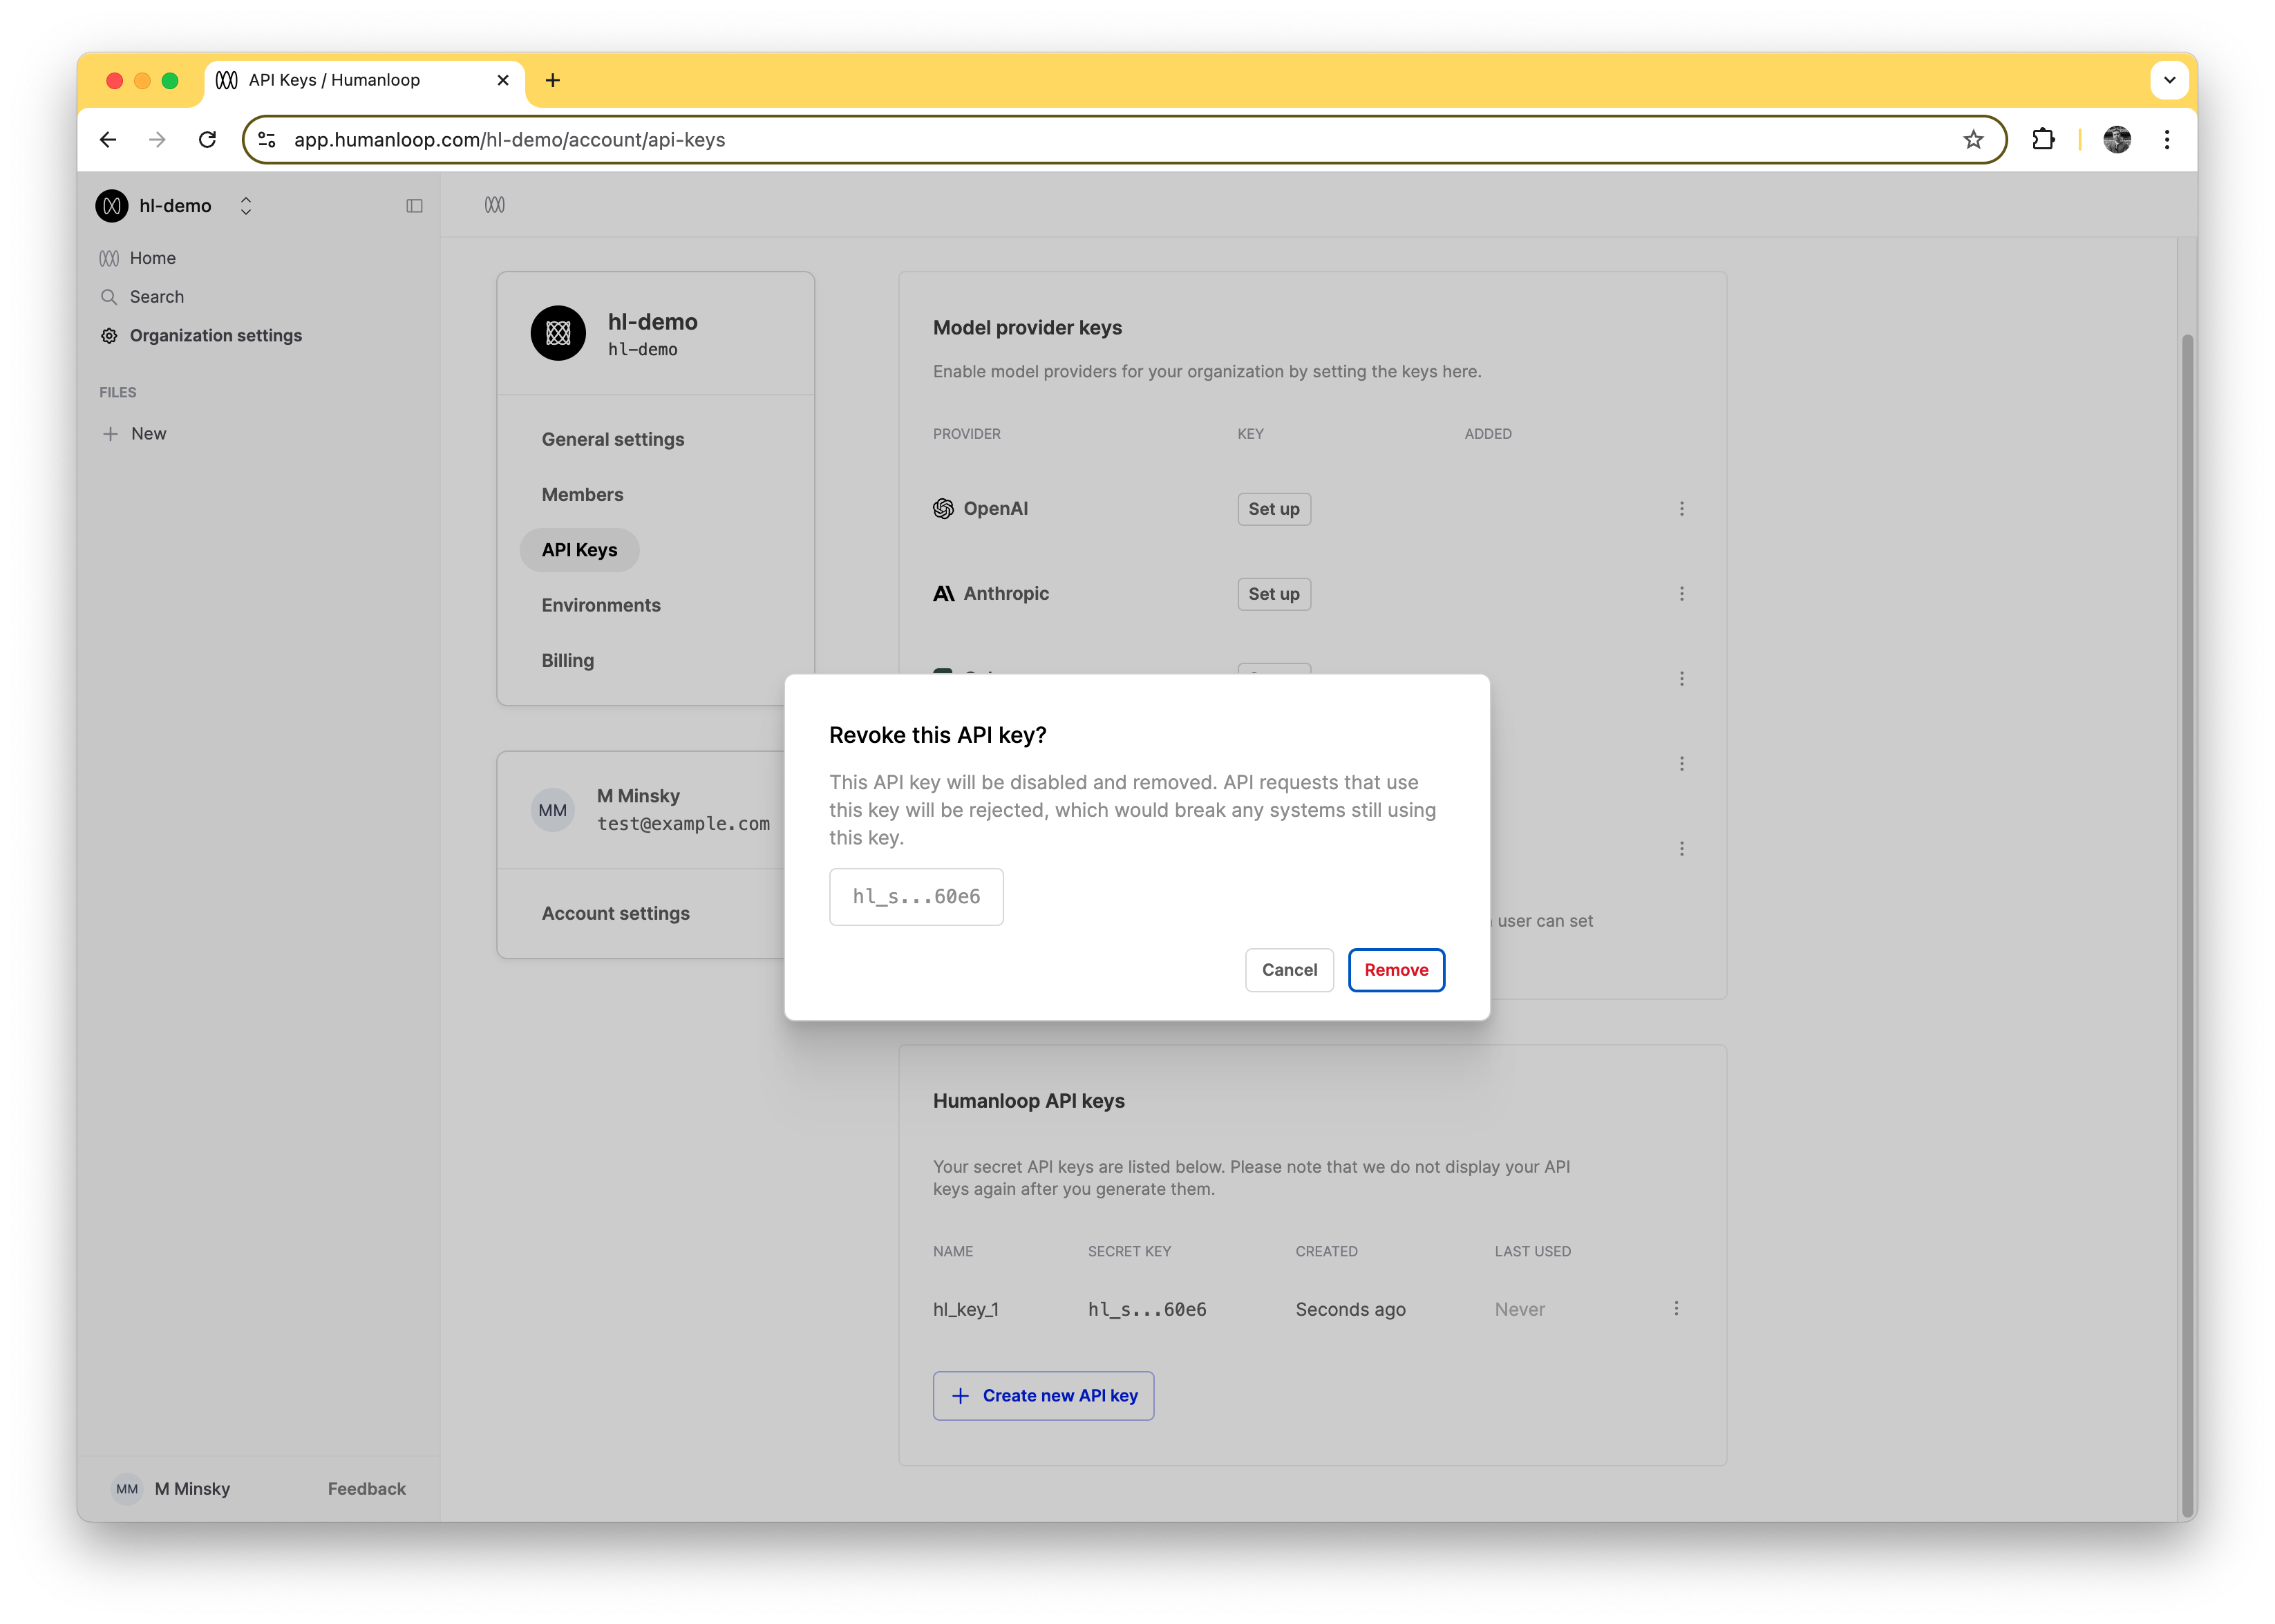 API Keys / Humanloop
app.humanloop.com/hl-demo/account/api-keys
hl-demo
Home
Search
Organization settings
FILES
New
hl-demo
hl-demo
General settings
Members
API Keys
Environments
Billing
MM
M Minsky
test@example.com
Account settings
Model provider keys
Enable model providers for your organization by setting the keys here.
PROVIDER KEY ADDED
OpenAI Set up
Anthropic Set up
user can set
Revoke this API key?
This API key will be disabled and removed. API requests that use
this key will be rejected, which would break any systems still using
this key.
hl_s...60e6
Cancel Remove
Humanloop API keys
Your secret API keys are listed below. Please note that we do not display your API
keys again after you generate them.
NAME SECRET KEY CREATED LAST USED
hl_key_1 hl_s...60e6 Seconds ago Never
Create new API key
MM M Minsky Feedback